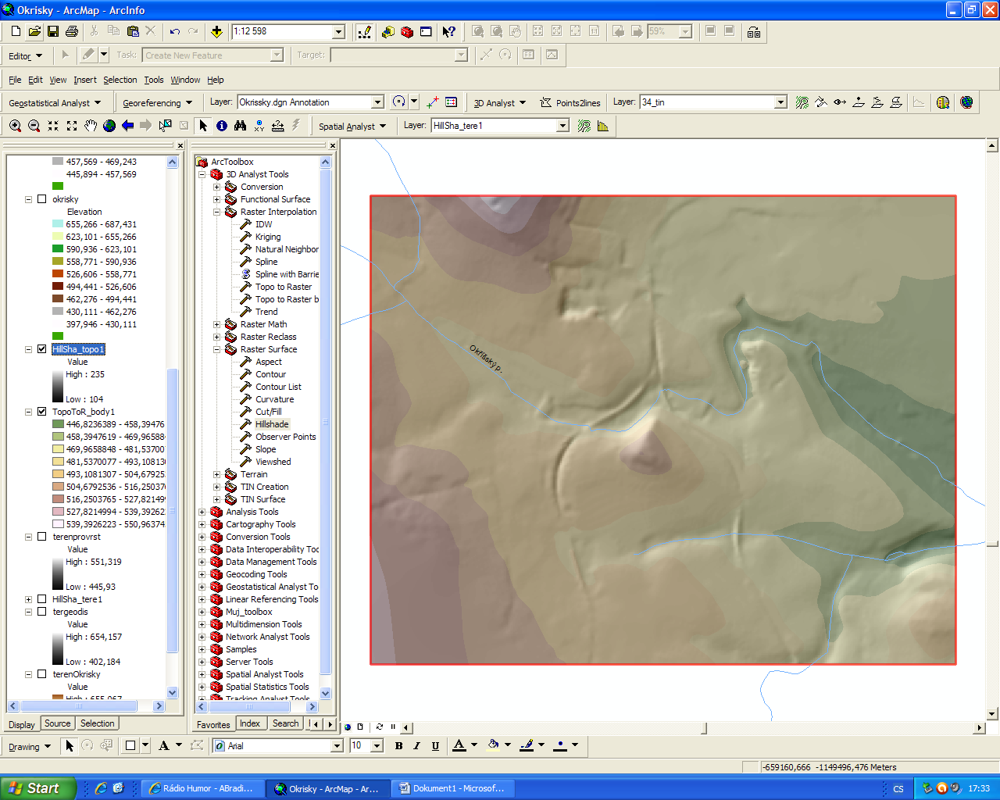 Okrisky - ArcMap - ArcInfo
1:12 598
59%
Editor
Task: Create New Feature
Target:
File Edit View Insert Selection Tools Window Help
Geostatistical Analyst
Georeferencing
Layer: Okrissky.dgn Annotation
3D Analyst
Points2lines
Layer: 34_tin
Spatial Analyst
Layer: HillSha_tere1
457,569 - 469,243
445,894 - 457,569
okrisky
Elevation
655,266 - 687,431
623,101 - 655,266
590,936 - 623,101
558,771 - 590,936
526,606 - 558,771
494,441 - 526,606
462,276 - 494,441
430,111 - 462,276
397,946 - 430,111
HillSha_topo1
Value
High : 235
Low : 104
TopoToR_body1
446,8236389 - 458,39476
458,3947619 - 469,96588
469,9658848 - 481,53700
481,5370077 - 493,10813
493,1081307 - 504,67925
504,6792536 - 516,25037
516,2503765 - 527,82149
527,8214994 - 539,39262
539,3926223 - 550,96374
terenprovrst
Value
High : 551,319
Low : 445,93
HillSha_tere1
tergeodis
Value
High : 654,157
Low : 402,184
terenOkrisky
Value
High : 655,067
Display Source Selection
ArcToolbox
3D Analyst Tools
Conversion
Functional Surface
Raster Interpolation
IDW
Kriging
Natural Neighbor
Spline
Spline with Barrie
Topo to Raster
Topo to Raster b
Trend
Raster Math
Raster Reclass
Raster Surface
Aspect
Contour
Contour List
Curvature
Cut/Fill
Hillshade
Observer Points
Slope
Viewshed
Terrain
TIN Creation
TIN Surface
Analysis Tools
Cartography Tools
Conversion Tools
Data Interoperability To
Data Management Tools
Geocoding Tools
Geostatistical Analyst To
Linear Referencing Tools
Muj_toolbox
Multidimension Tools
Network Analyst Tools
Samples
Server Tools
Spatial Analyst Tools
Spatial Statistics Tools
Tracking Analyst Tools
Favorites Index Search
Okříšský p.
Drawing
A
Arial
10
B I U A
-659160,666 -1149496,476 Meters
Start
Rádio Humor - ABradi...
Okrisky - ArcMap - Ar...
Dokument1 - Microsof...
CS
17:33